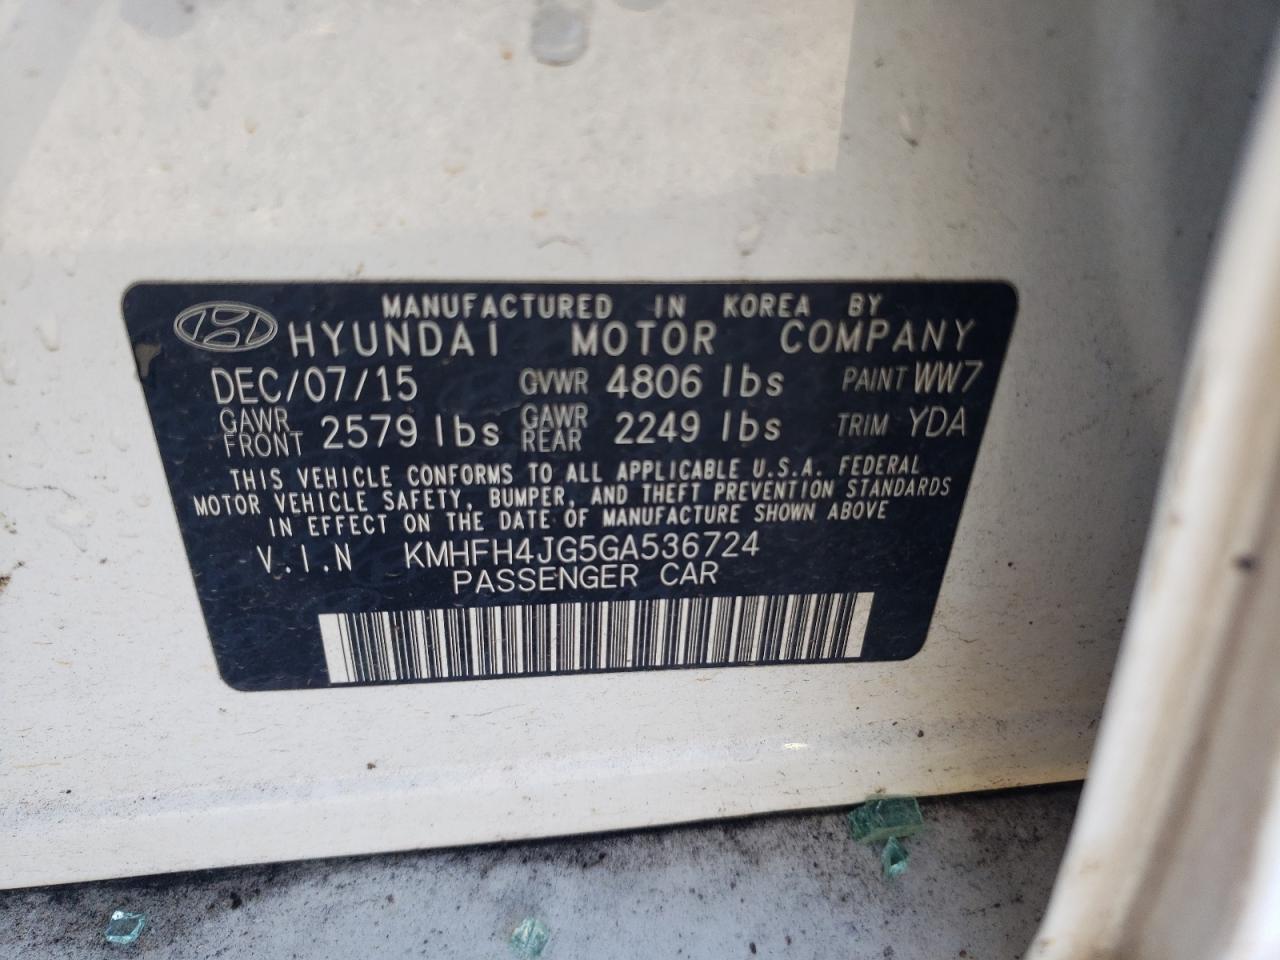 MANUFACTURED IN KOREA BY
HYUNDAI MOTOR COMPANY
DEC/07/15 GVWR 4806 lbs PAINT WW7
GAWR FRONT 2579 lbs GAWR REAR 2249 lbs TRIM YDA
THIS VEHICLE CONFORMS TO ALL APPLICABLE U.S.A. FEDERAL
MOTOR VEHICLE SAFETY, BUMPER, AND THEFT PREVENTION STANDARDS
IN EFFECT ON THE DATE OF MANUFACTURE SHOWN ABOVE
V.I.N KMHFH4JG5GA536724
PASSENGER CAR